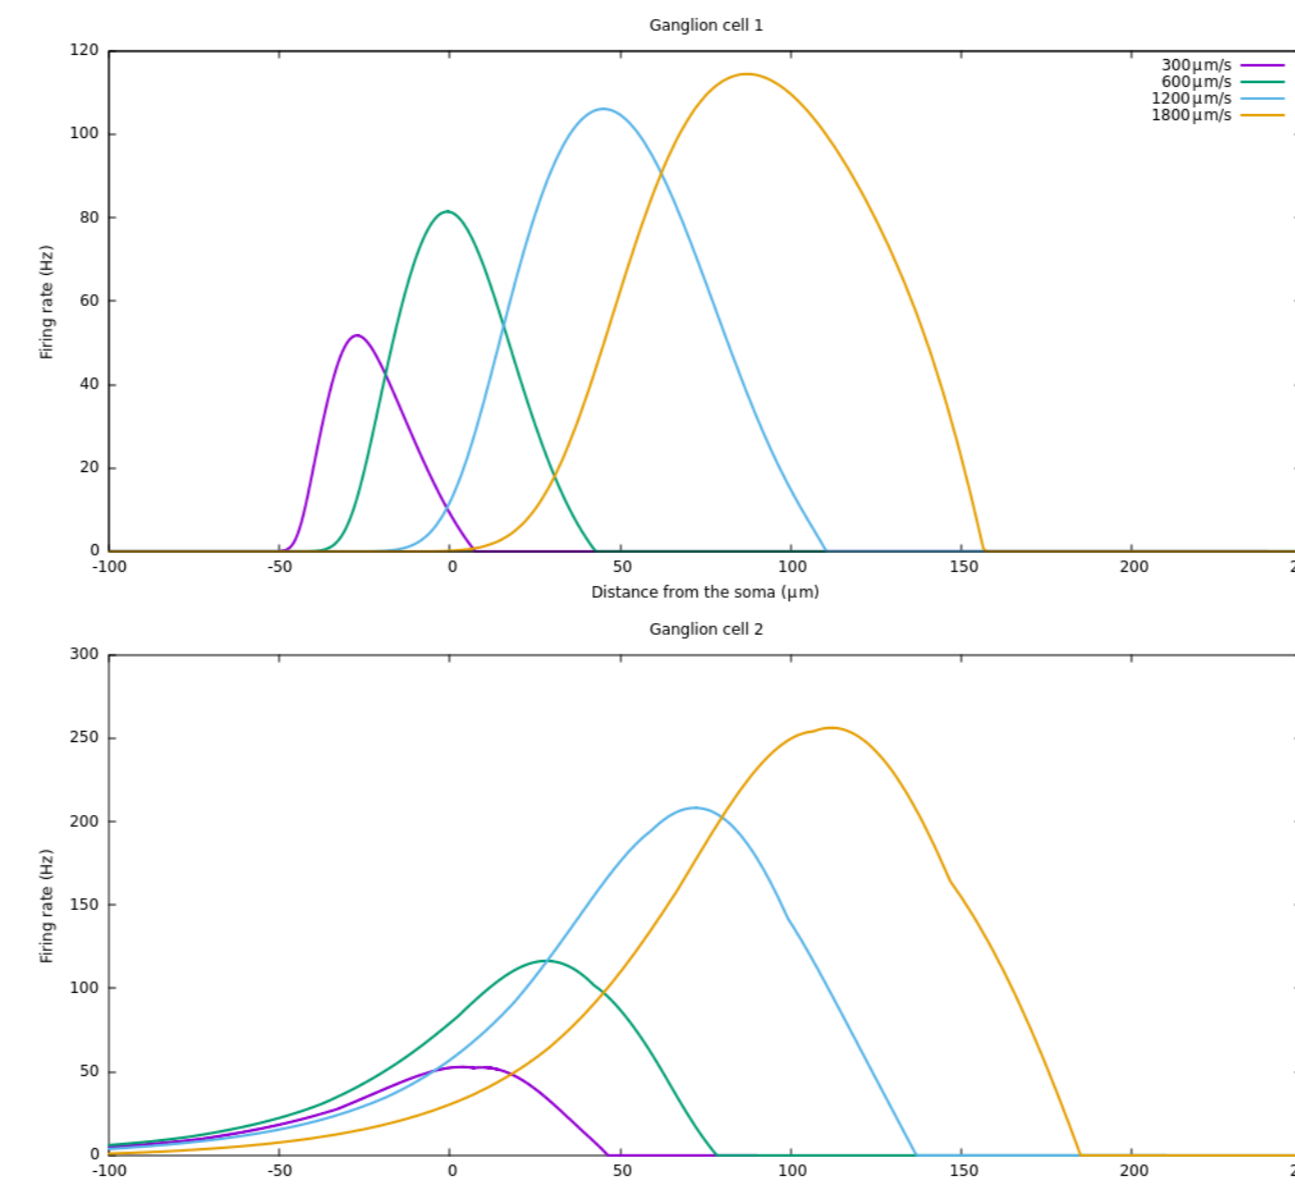 Ganglion cell 1
120
300μm/s
600μm/s
1200μm/s
1800μm/s
100
80
60
40
20
0
Firing rate (Hz)
-100 -50 0 50 100 150 200 2
Distance from the soma (μm)
Ganglion cell 2
300
250
200
150
100
50
0
Firing rate (Hz)
-100 -50 0 50 100 150 200 2